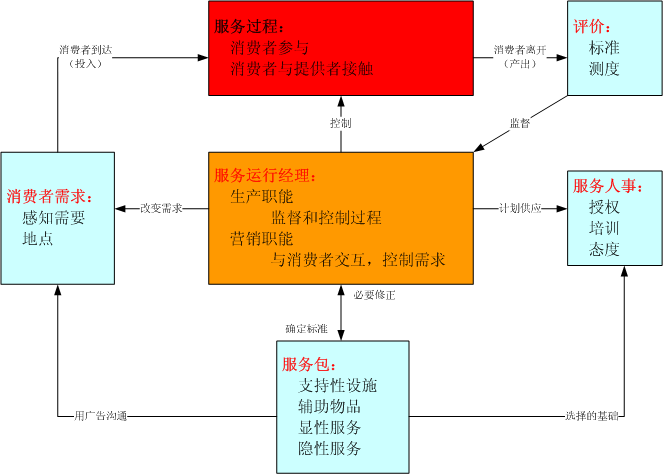 服务过程：
消费者参与
消费者与提供者接触
评价：
标准
测度
消费者到达
（投入）
消费者离开
（产出）
控制
监督
消费者需求：
感知需要
地点
改变需求
服务运行经理：
生产职能
监督和控制过程
营销职能
与消费者交互，控制需求
计划供应
服务人事：
授权
培训
态度
必要修正
确定标准
服务包：
支持性设施
辅助物品
显性服务
隐性服务
用广告沟通
选择的基础